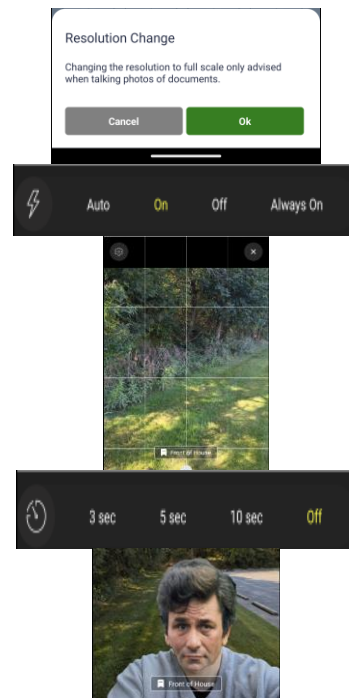 Resolution Change
Changing the resolution to full scale only advised
when talking photos of documents.
Cancel Ok
Auto On Off Always On
Front of House
3 sec 5 sec 10 sec Off
Front of House